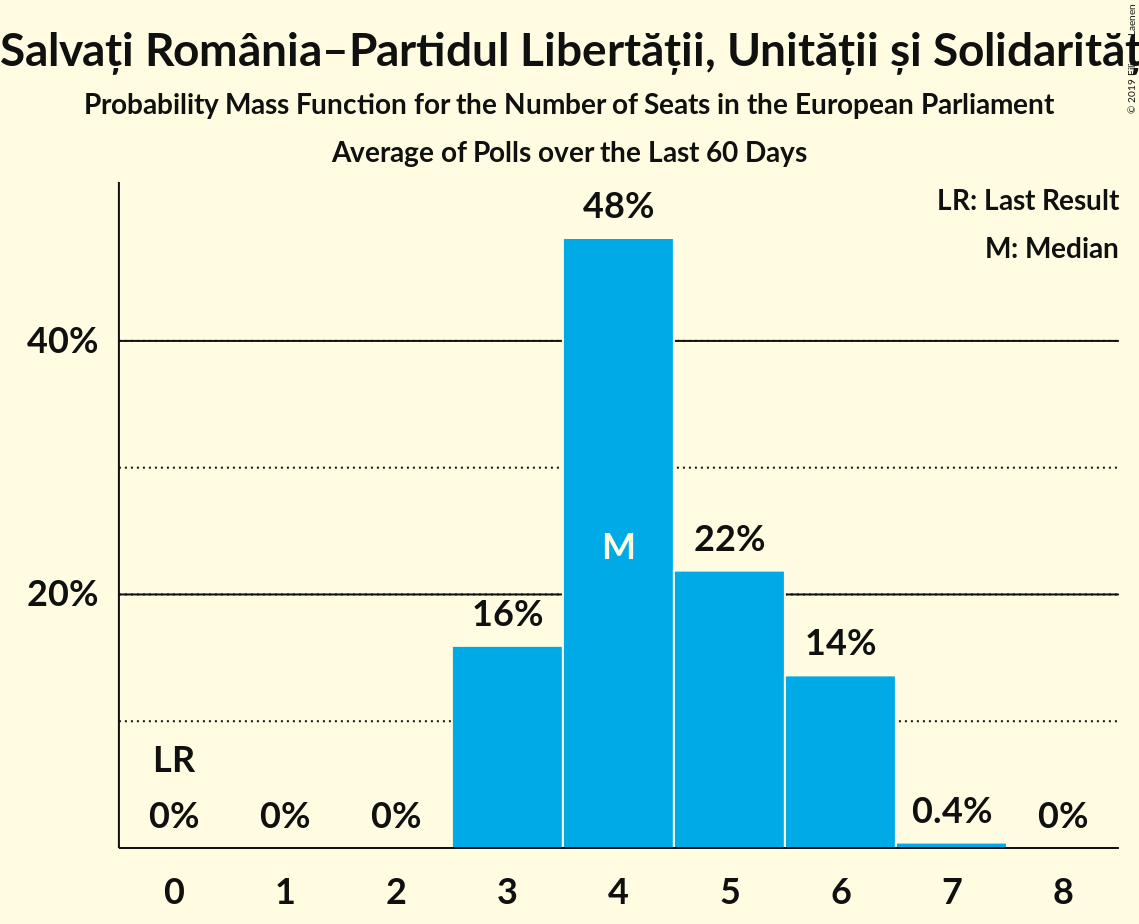 Salvați România–Partidul Libertății, Unității și Solidarităț
Probability Mass Function for the Number of Seats in the European Parliament
Average of Polls over the Last 60 Days
© 2019 Laenen
LR: Last Result
M: Median
48%
40%
M
22%
20%
16%
14%
LR
0%
0%
0%
0.4%
0%
0 1 2 3 4 5 6 7 8